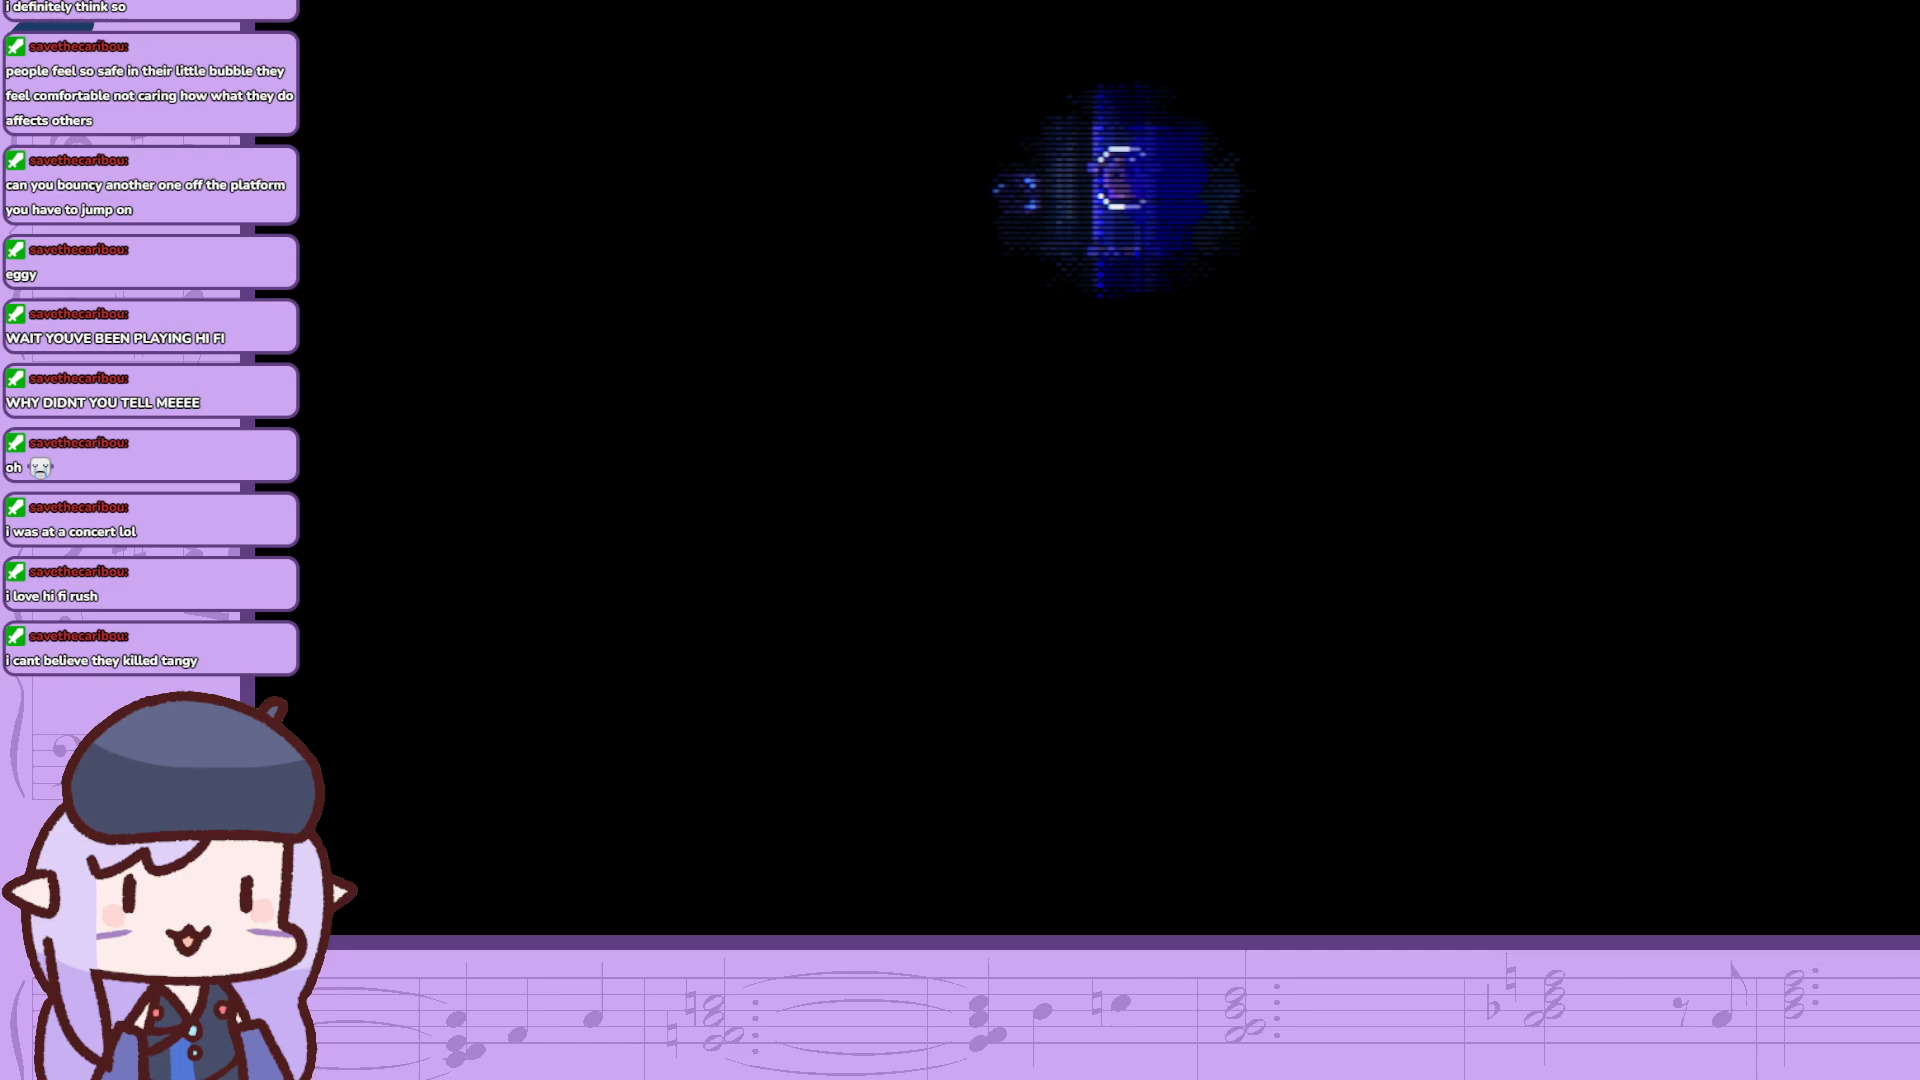 i definitely think so
savethecaribou:
people feel so safe in their little bubble they
feel comfortable not caring how what they do
affects others
savethecaribou:
can you bouncy another one off the platform
you have to jump on
savethecaribou:
eggy
savethecaribou:
WAIT YOUVE BEEN PLAYING HI FI
savethecaribou:
WHY DIDNT YOU TELL MEEEE
savethecaribou:
oh
savethecaribou:
i was at a concert lol
savethecaribou:
i love hi fi rush
savethecaribou:
i cant believe they killed tangy